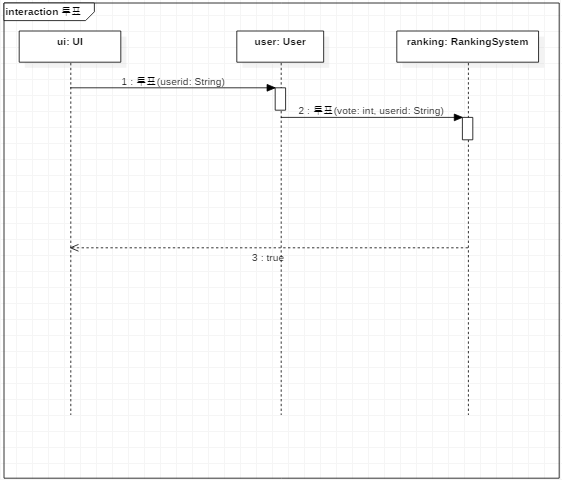 interaction 투표
ui: UI
user: User
ranking: RankingSystem
1 : 투표(userid: String)
2 : 투표(vote: int, userid: String)
3 : true